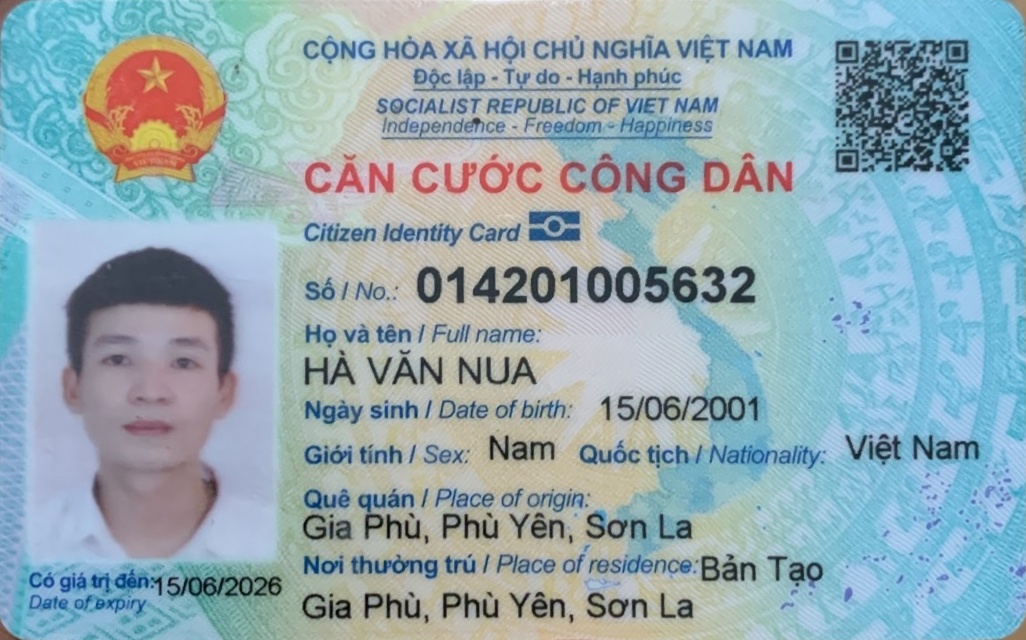 CỘNG HÒA XÃ HỘI CHỦ NGHĨA VIỆT NAM
Độc lập - Tự do - Hạnh phúc
SOCIALIST REPUBLIC OF VIET NAM
Independence - Freedom - Happiness
CĂN CƯỚC CÔNG DÂN
Citizen Identity Card
Số / No.: 014201005632
Họ và tên / Full name:
HÀ VĂN NUA
Ngày sinh / Date of birth: 15/06/2001
Giới tính / Sex: Nam Quốc tịch / Nationality: Việt Nam
Quê quán / Place of origin:
Gia Phù, Phù Yên, Sơn La
Nơi thường trú / Place of residence: Bản Tạo
Gia Phù, Phù Yên, Sơn La
Có giá trị đến: 15/06/2026
Date of expiry